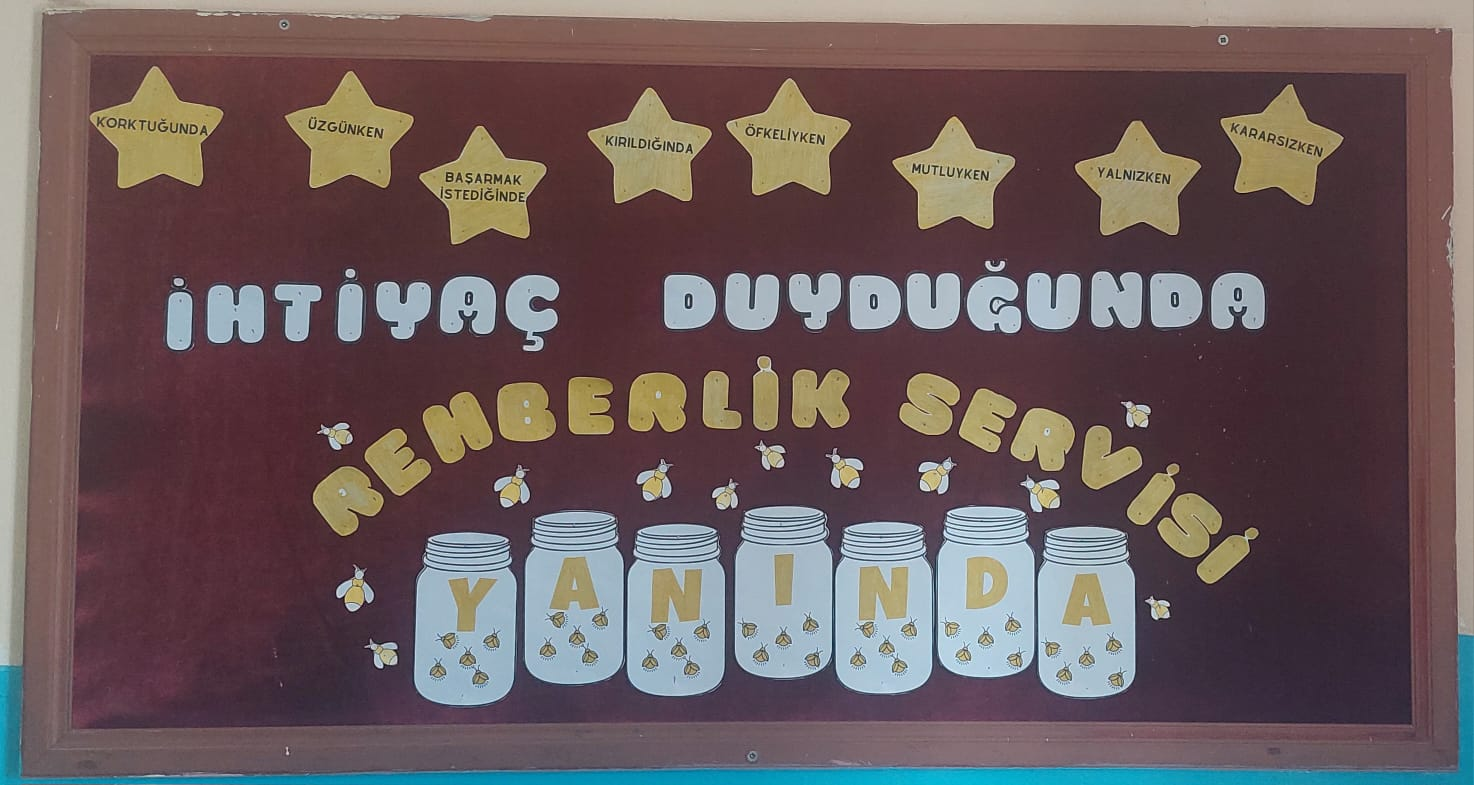 KORKTUĞUNDA
ÜZGÜNKEN
BAŞARMAK
İSTEDİĞİNDE
KIRILDIĞINDA
ÖFKELİYKEN
MUTLUYKEN
YALNIZKEN
KARARSIZKEN
İHTİYAÇ DUYDUĞUNDA
REHBERLİK SERVİSİ
YANINDA